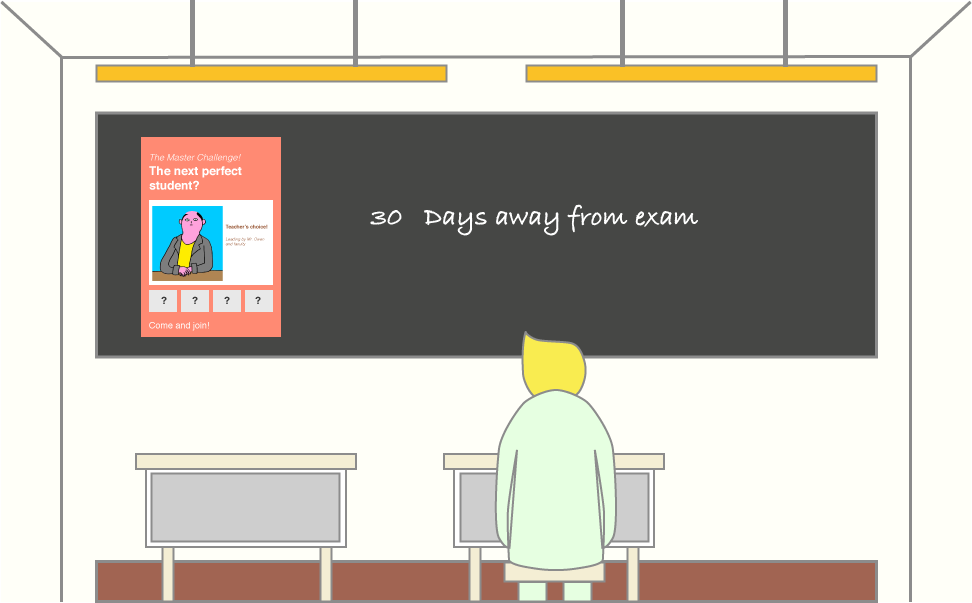 The Master Challenge!
The next perfect
student?
Teacher's choice!
Leading by Mr. Owen
and faculty
? ? ? ?
Come and join!
30 Days away from exam